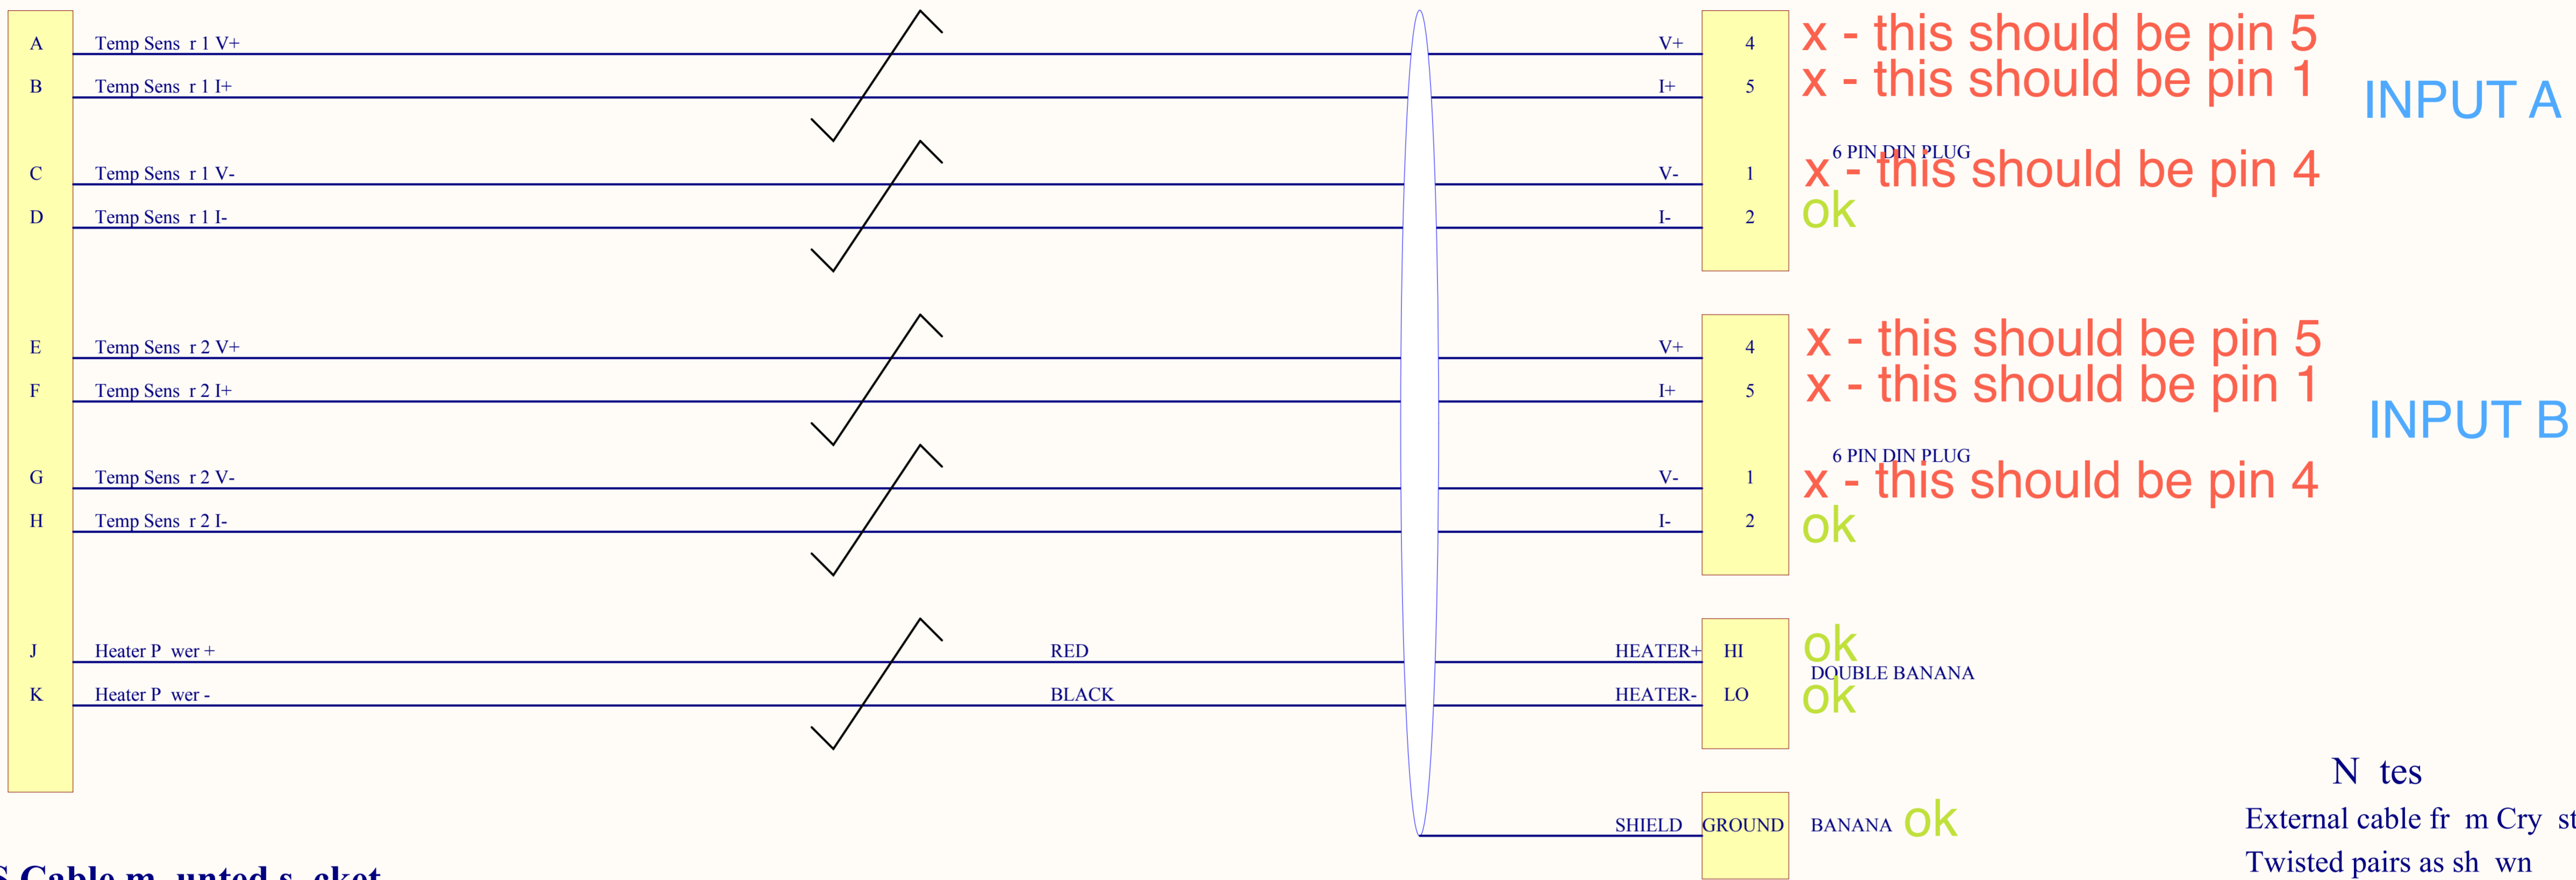 A Temp Sens r 1 V+ V+ 4 x - this should be pin 5
B Temp Sens r 1 I+ I+ 5 x - this should be pin 1
INPUT A
6 PIN DIN PLUG
C Temp Sens r 1 V- V- 1 x - this should be pin 4
D Temp Sens r 1 I- I- 2 ok
E Temp Sens r 2 V+ V+ 4 x - this should be pin 5
F Temp Sens r 2 I+ I+ 5 x - this should be pin 1
INPUT B
6 PIN DIN PLUG
G Temp Sens r 2 V- V- 1 x - this should be pin 4
H Temp Sens r 2 I- I- 2 ok
J Heater P wer + RED HEATER+ HI ok
DOUBLE BANANA
K Heater P wer - BLACK HEATER- LO ok
N tes
SHIELD GROUND BANANA ok
External cable fr m Cry st
Twisted pairs as sh wn
S Cable m unted s cket